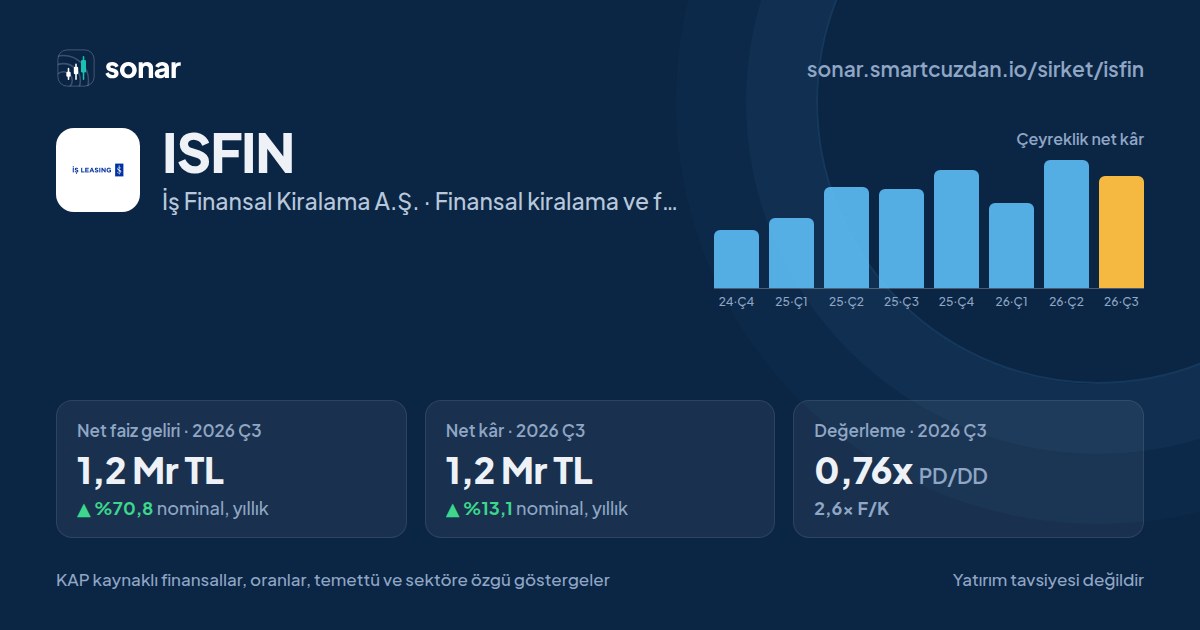 sonar
sonar.smartcuzdan.io/sirket/isfin
İŞ LEASING
ISFIN
İş Finansal Kiralama A.Ş. · Finansal kiralama ve f…
Çeyreklik net kâr
24·Ç4 25·Ç1 25·Ç2 25·Ç3 25·Ç4 26·Ç1 26·Ç2 26·Ç3
Net faiz geliri · 2026 Ç3
1,2 Mr TL
▲ %70,8 nominal, yıllık
Net kâr · 2026 Ç3
1,2 Mr TL
▲ %13,1 nominal, yıllık
Değerleme · 2026 Ç3
0,76x PD/DD
2,6× F/K
KAP kaynaklı finansallar, oranlar, temettü ve sektöre özgü göstergeler
Yatırım tavsiyesi değildir